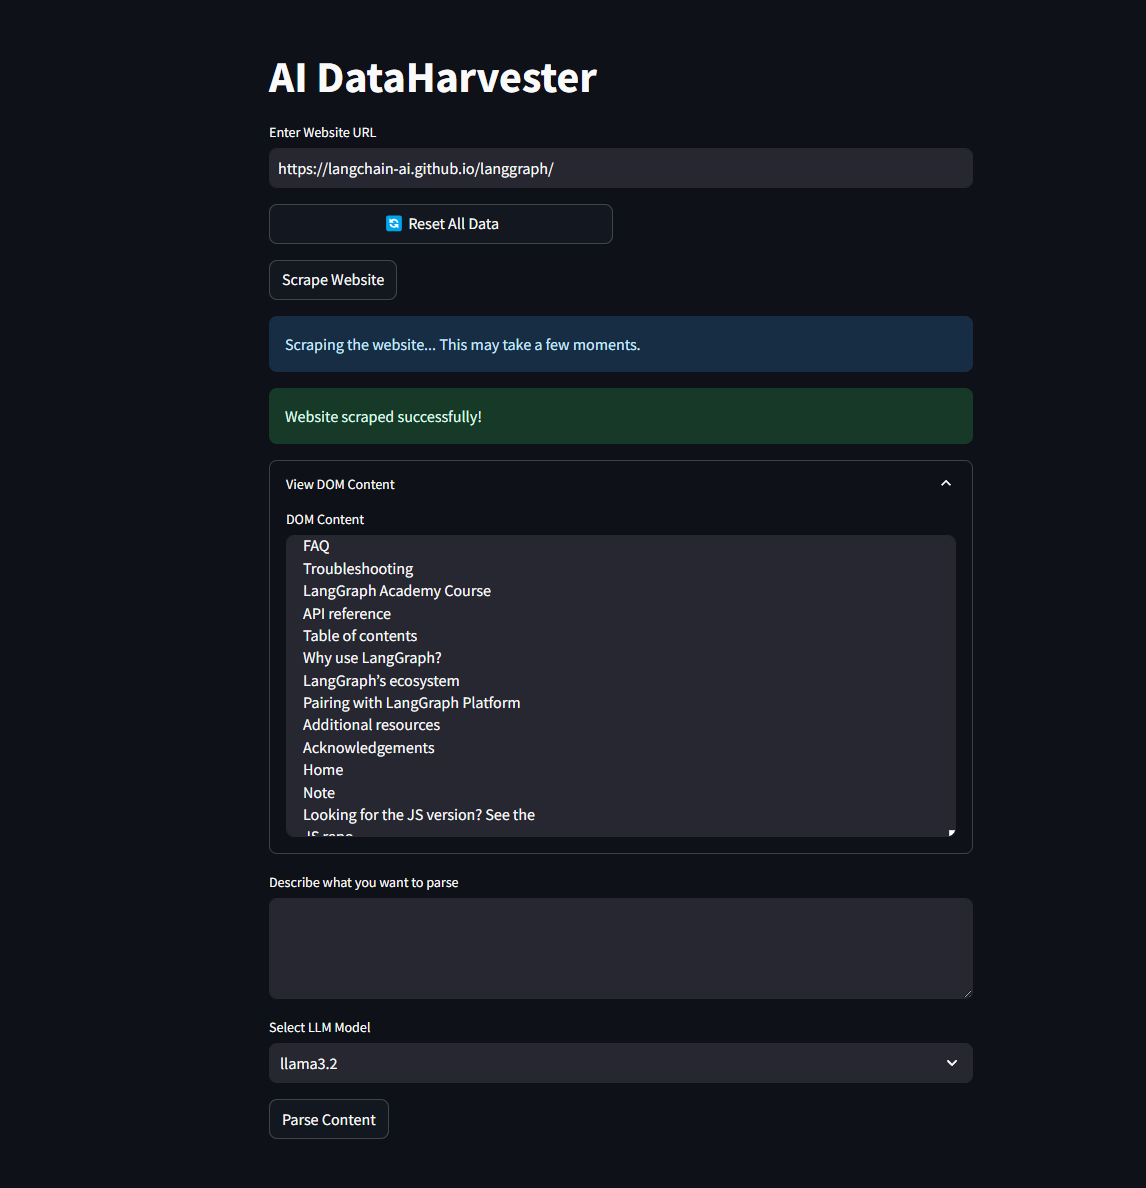 AI DataHarvester
Enter Website URL
https://langchain-ai.github.io/langgraph/
Reset All Data
Scrape Website
Scraping the website... This may take a few moments.
Website scraped successfully!
View DOM Content
DOM Content
FAQ
Troubleshooting
LangGraph Academy Course
API reference
Table of contents
Why use LangGraph?
LangGraph’s ecosystem
Pairing with LangGraph Platform
Additional resources
Acknowledgements
Home
Note
Looking for the JS version? See the
JS repo
Describe what you want to parse
Select LLM Model
llama3.2
Parse Content